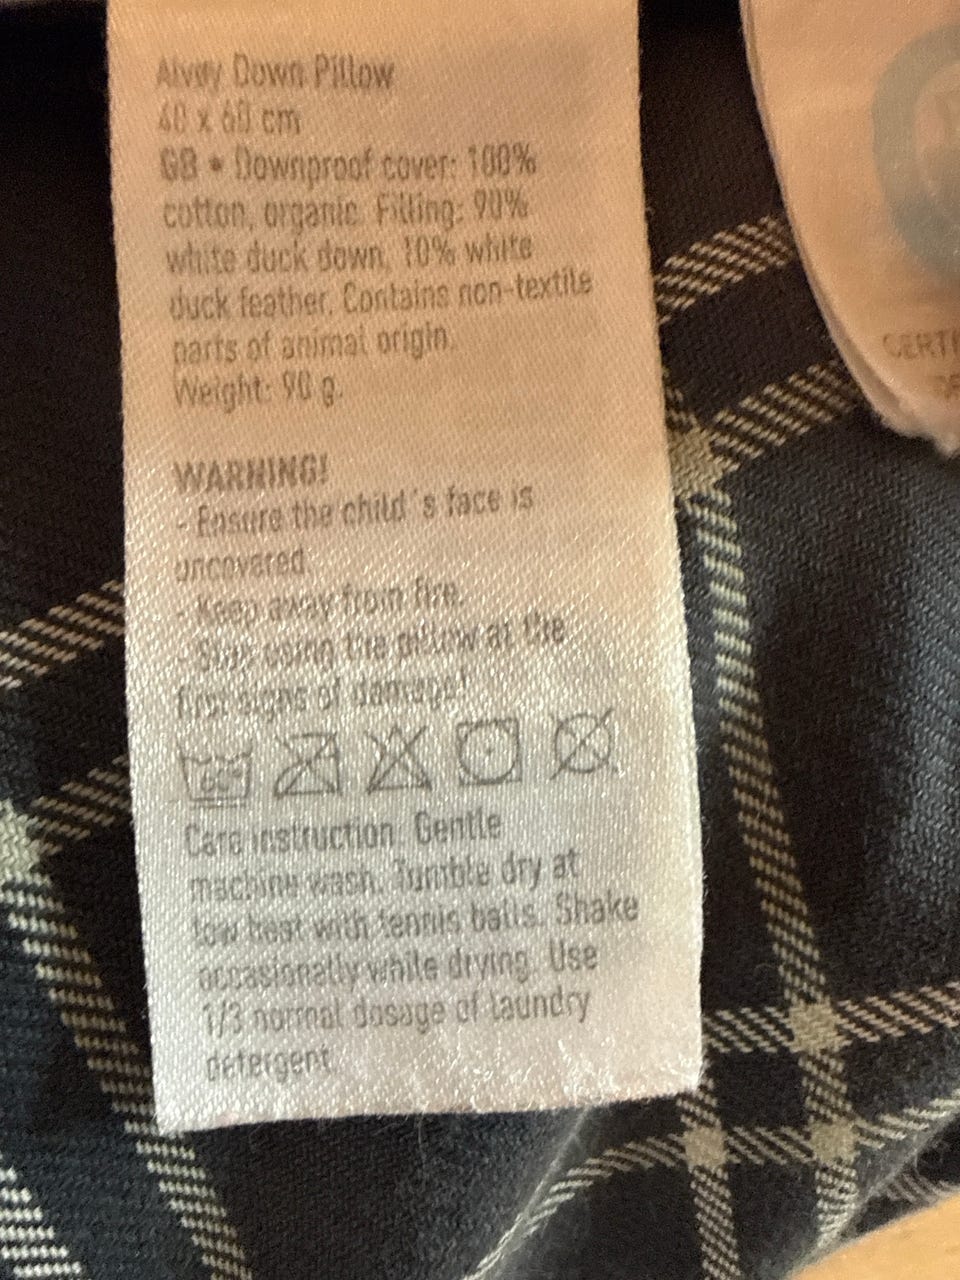 Alvøy Down Pillow
40 x 60 cm
GB • Downproof cover: 100%
cotton, organic. Filling: 90%
white duck down, 10% white
duck feather. Contains non-textile
parts of animal origin.
Weight: 90 g.
WARNING!
- Ensure the child´s face is
uncovered.
- Keep away from fire.
- Stop using the pillow at the
first signs of damage!
60°
Care instruction: Gentle
machine wash. Tumble dry at
low heat with tennis balls. Shake
occasionally while drying. Use
1/3 normal dosage of laundry
detergent.